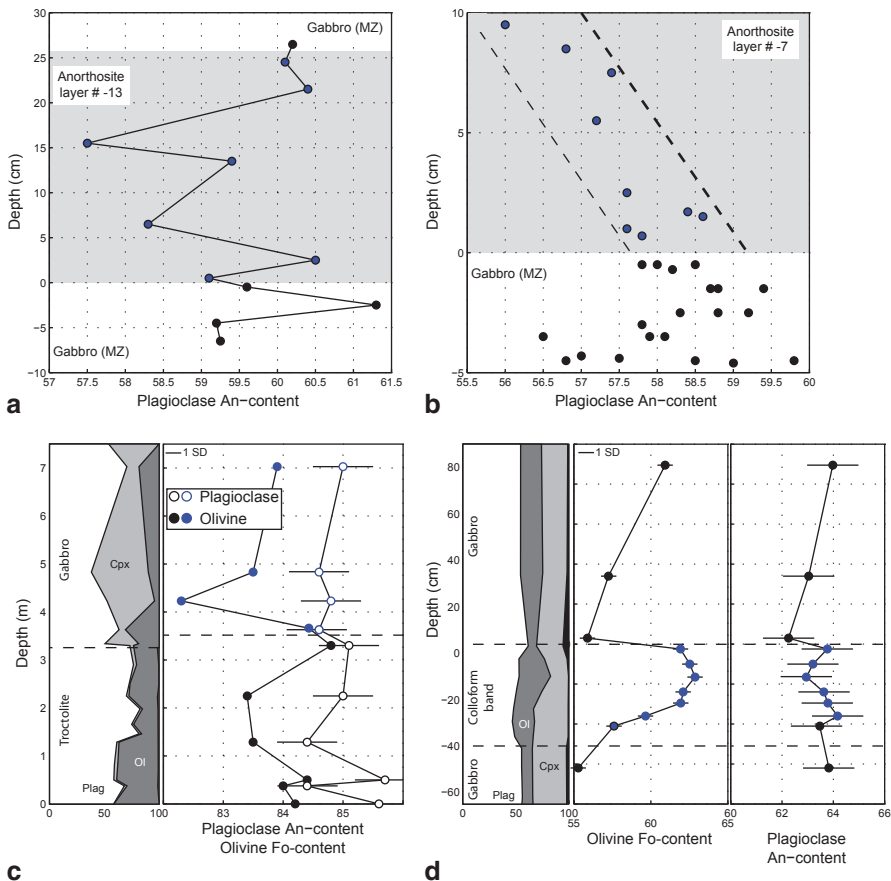 30
25
20
15
10
5
0
−5
−10
Depth (cm)
Gabbro (MZ)
Anorthosite
layer # -13
Gabbro (MZ)
57
57.5
58
58.5
59
59.5
60
60.5
61
61.5
Plagioclase An−content
a
10
5
0
−5
Depth (cm)
Anorthosite
layer # -7
Gabbro (MZ)
55.5
56
56.5
57
57.5
58
58.5
59
59.5
60
Plagioclase An−content
b
7
6
5
4
3
2
1
0
Depth (m)
Gabbro
Troctolite
Cpx
Ol
Plag
0
50
100
1 SD
Plagioclase
Olivine
83
84
85
Plagioclase An−content
Olivine Fo−content
c
80
60
40
20
0
−20
−40
−60
Depth (cm)
Gabbro
Colloform
band
Gabbro
Ol
Plag
Cpx
0
50
100
1 SD
55
60
65
Olivine Fo−content
60
62
64
66
Plagioclase
An−content
d